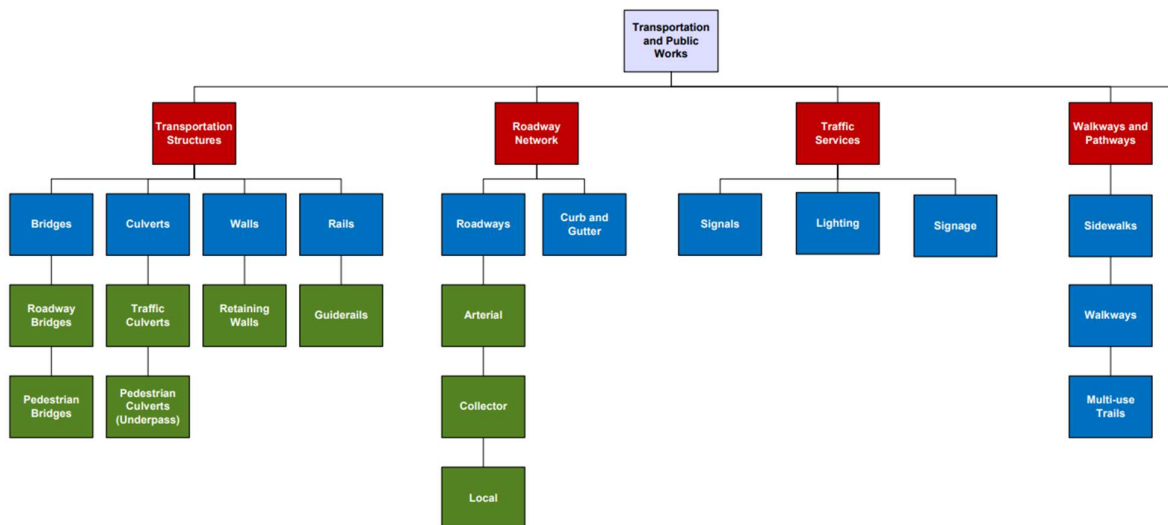 Transportation
and Public
Works
Transportation
Structures
Roadway
Network
Traffic
Services
Walkways and
Pathways
Bridges
Culverts
Walls
Rails
Roadways
Curb and
Gutter
Signals
Lighting
Signage
Sidewalks
Roadway
Bridges
Traffic
Culverts
Retaining
Walls
Guiderails
Arterial
Walkways
Pedestrian
Bridges
Pedestrian
Culverts
(Underpass)
Collector
Multi-use
Trails
Local